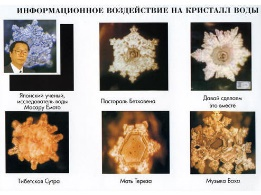 ИНФОРМАЦИОННОЕ ВОЗДЕЙСТВИЕ НА КРИСТАЛЛ ВОДЫ
Японский ученый,
исследователь воды
Масару Емото
Пастораль Бетховена
Давай сделаем
это вместе
Тибетская Сутра
Мать Тереза
Музыка Баха